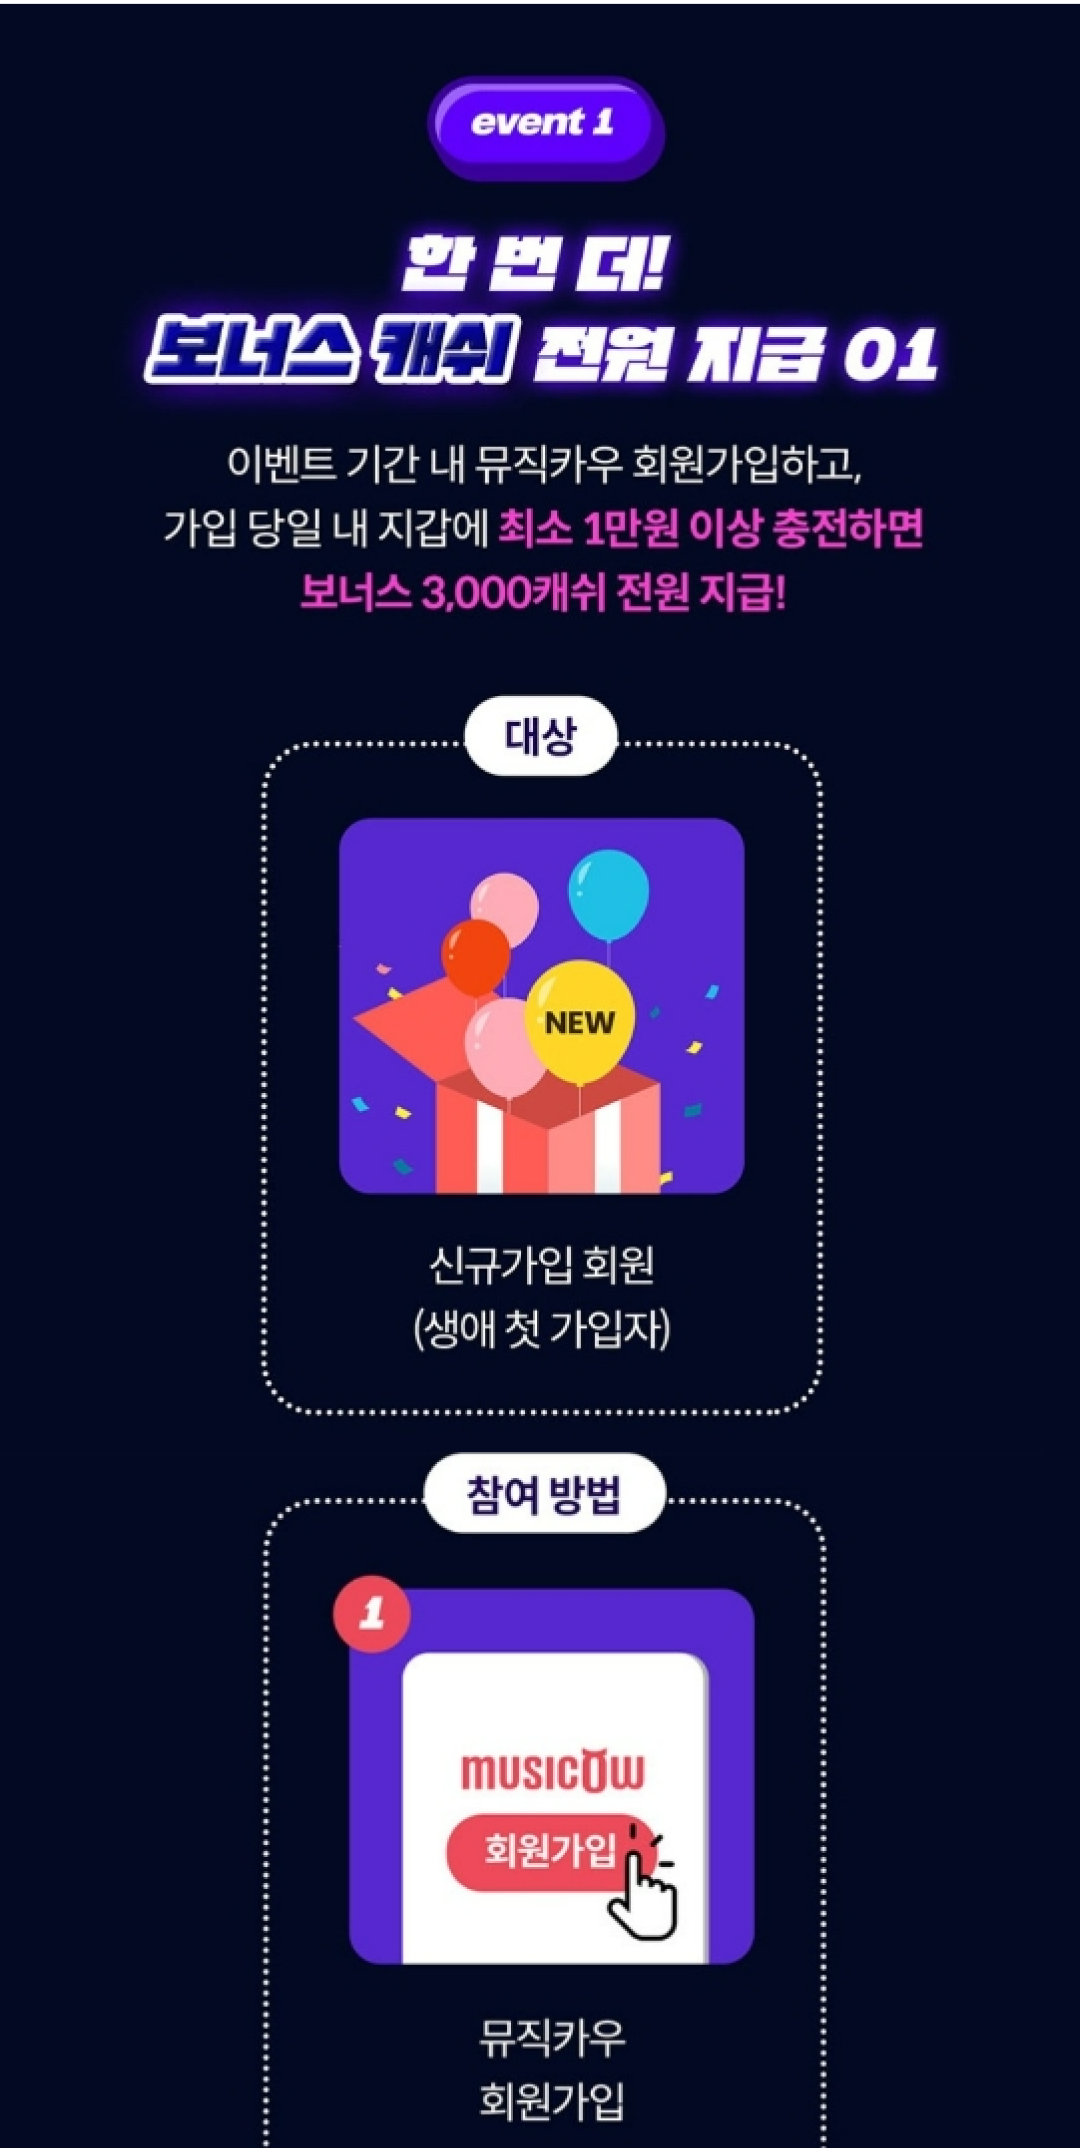 event 1
한 번 더!
보너스 캐쉬 전원 지급 01
이벤트 기간 내 뮤직카우 회원가입하고,
가입 당일 내 지갑에 최소 1만원 이상 충전하면
보너스 3,000캐쉬 전원 지급!
대상
NEW
신규가입 회원
(생애 첫 가입자)
참여 방법
1
MUSICOW
회원가입
뮤직카우
회원가입